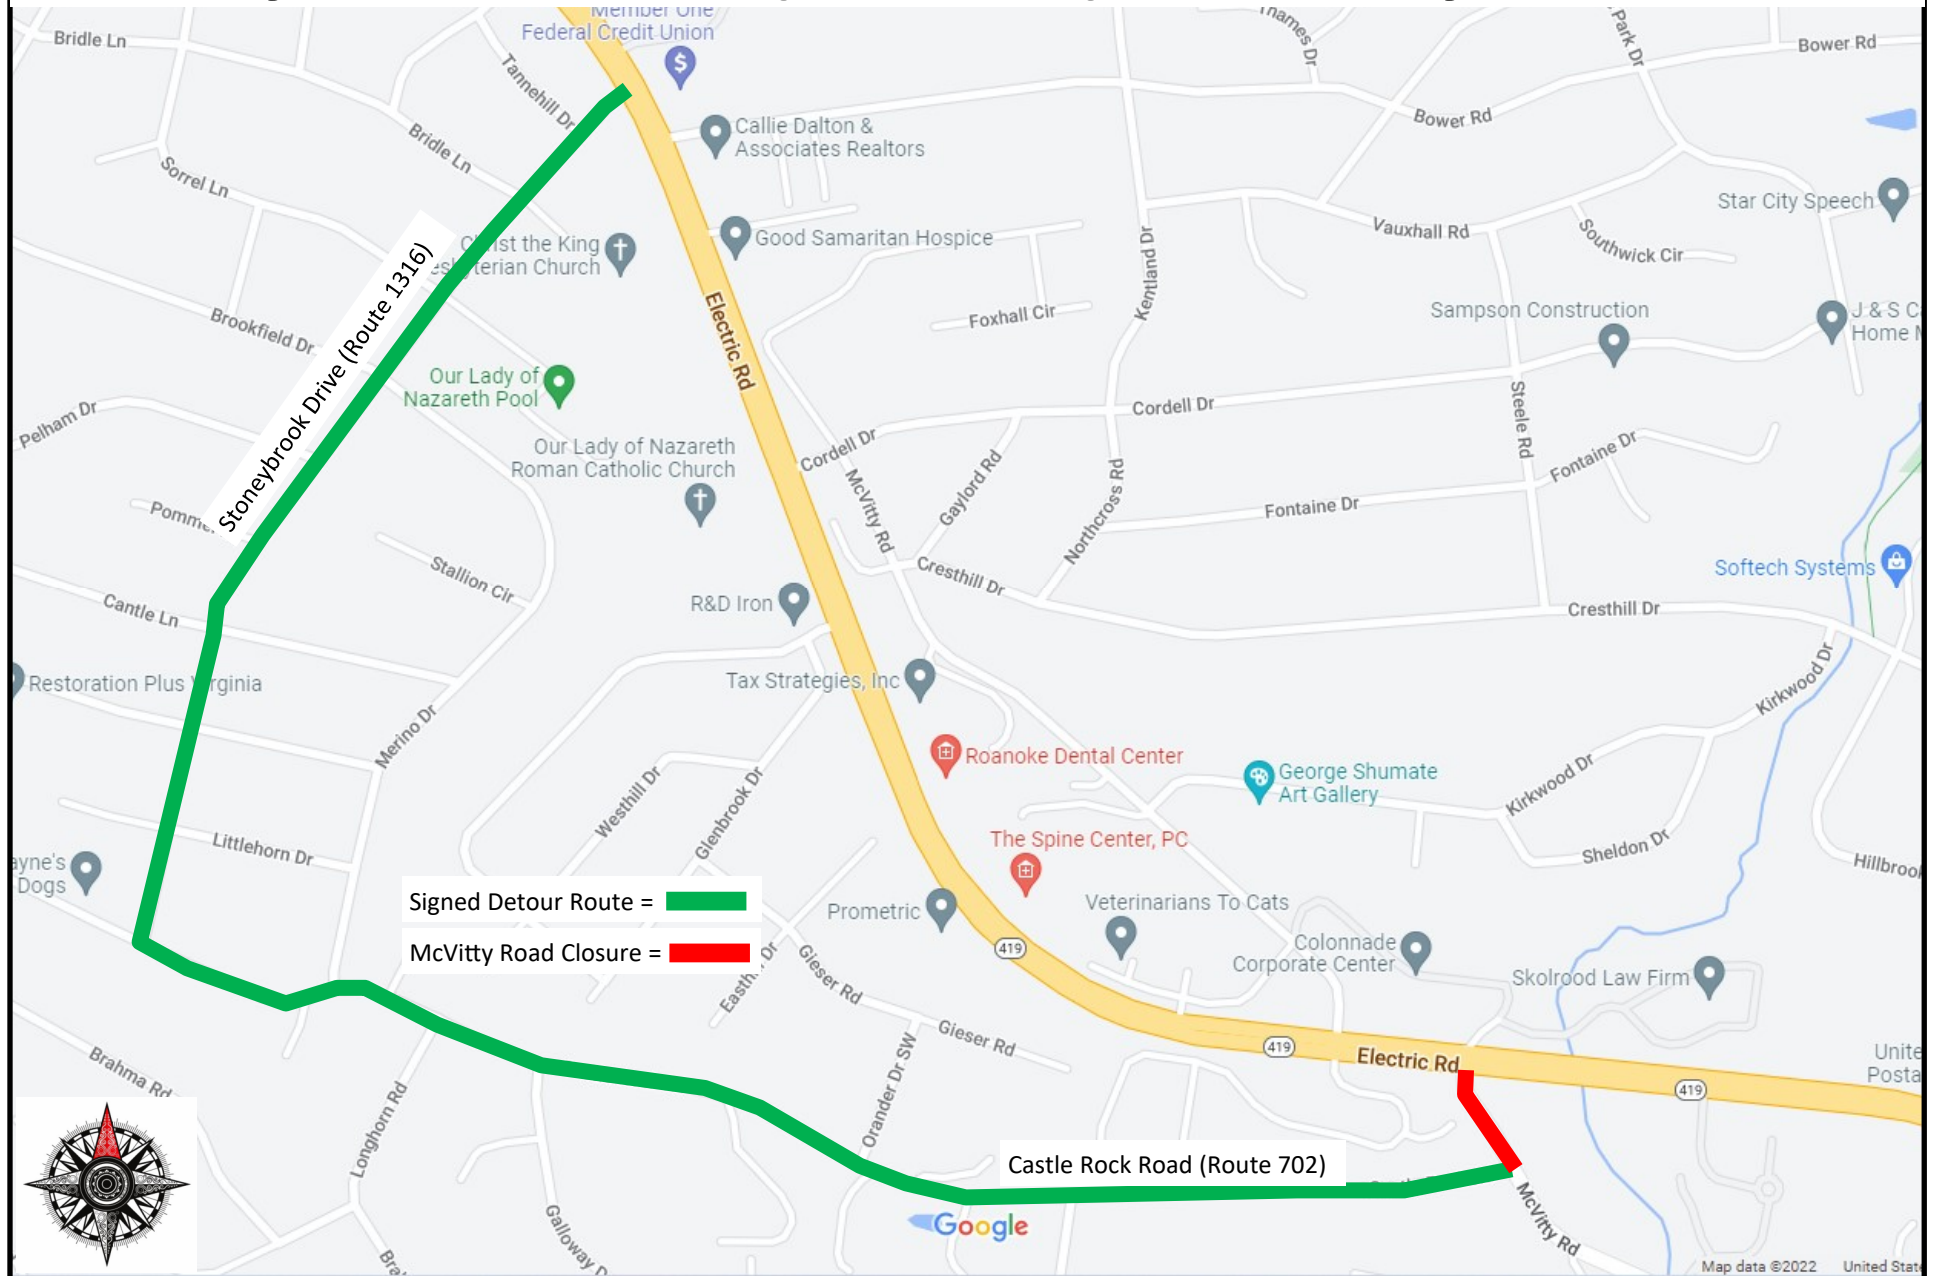 Member One
Federal Credit Union
Thames Dr
Park Dr
Bridle Ln
Bower Rd
Tannehill Dr
Callie Dalton &
Associates Realtors
Bower Rd
Bridle Ln
Sorrel Ln
Star City Speech
Vauxhall Rd
Southwick Cir
Good Samaritan Hospice
the King
Church
Stoneybrook Drive (Route 1316)
Kentland Dr
Electric Rd
Foxhall Cir
Sampson Construction
J & S
Home
Brookfield Dr
Our Lady of
Nazareth Pool
Pelham Dr
Cordell Dr
Steele Rd
Our Lady of Nazareth
Roman Catholic Church
Cordell Dr
McVitty Rd
Gaylord Rd
Northcross Rd
Fontaine Dr
Fontaine Dr
Stallion Cir
Cresthill Dr
Softech Systems
Cantle Ln
R&D Iron
Cresthill Dr
Restoration Plus
Tax Strategies, Inc
Kirkwood Dr
Merino Dr
Roanoke Dental Center
George Shumate
Art Gallery
Westhill Dr
Glenbrook Dr
Kirkwood Dr
Littlehorn Dr
The Spine Center, PC
Sheldon Dr
Dogs
Signed Detour Route =
Prometric
Veterinarians To Cats
McVitty Road Closure =
419
Colonnade
Corporate Center
Skolrood Law Firm
Dr
Gieser Rd
Gieser Rd
Orander Dr SW
419
Electric Rd
419
Brahma Rd
Longhorn Rd
Castle Rock Road (Route 702)
McVitty Rd
Google
Galloway
Map data ©2022 United